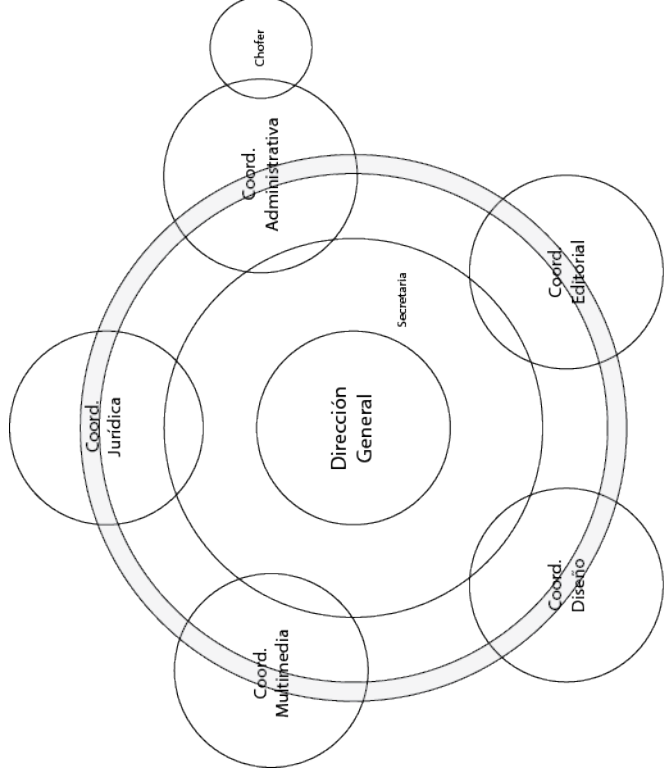 Chofer
Coord.
Administrativa
Coord.
Editorial
Secretaria
Dirección
General
Coord.
Jurídica
Coord.
Diseño
Coord.
Multimedia